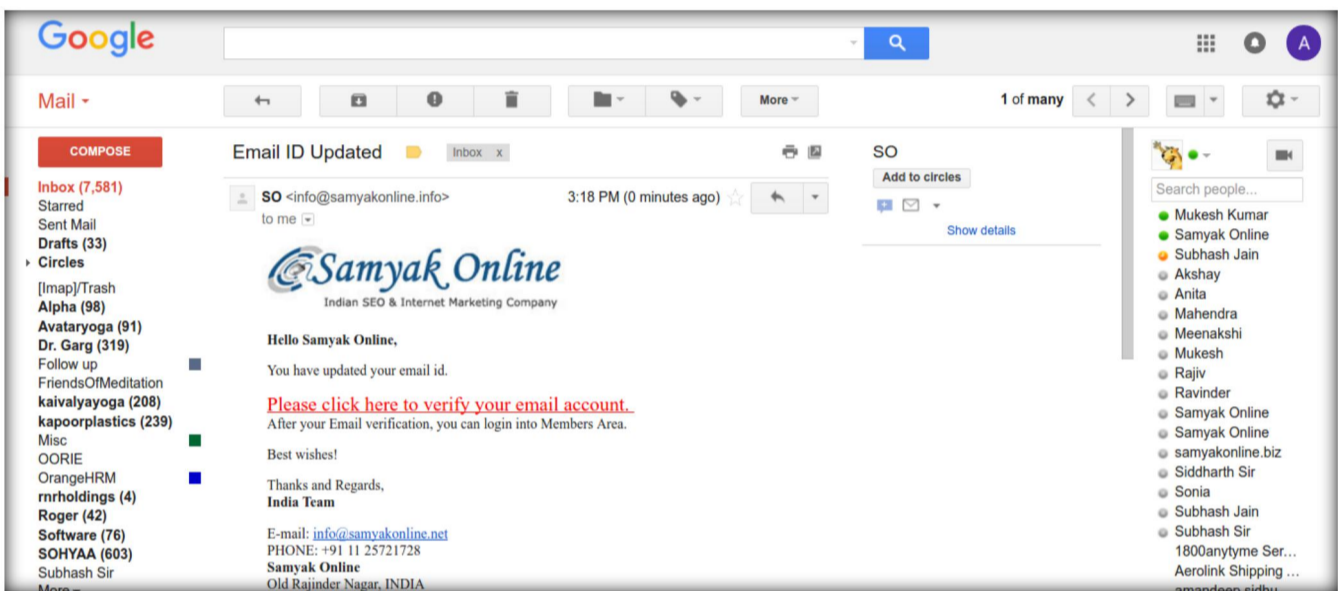 Google
A
Mail
More
1 of many
COMPOSE
Inbox (7,581)
Starred
Sent Mail
Drafts (33)
Circles
[Imap]/Trash
Alpha (98)
Avataryoga (91)
Dr. Garg (319)
Follow up
FriendsOfMeditation
kaivalyayoga (208)
kapoorplastics (239)
Misc
OORIE
OrangeHRM
rnrholdings (4)
Roger (42)
Software (76)
SOHYAA (603)
Subhash Sir
More
Email ID Updated
Inbox x
SO <info@samyakonline.info>
3:18 PM (0 minutes ago)
to me
Samyak Online
Indian SEO & Internet Marketing Company
Hello Samyak Online,
You have updated your email id.
Please click here to verify your email account.
After your Email verification, you can login into Members Area.
Best wishes!
Thanks and Regards,
India Team
E-mail: info@samyakonline.net
PHONE: +91 11 25721728
Samyak Online
Old Rajinder Nagar, INDIA
SO
Add to circles
Show details
Search people...
Mukesh Kumar
Samyak Online
Subhash Jain
Akshay
Anita
Mahendra
Meenakshi
Mukesh
Rajiv
Ravinder
Samyak Online
Samyak Online
samyakonline.biz
Siddharth Sir
Sonia
Subhash Jain
Subhash Sir
1800anytyme Ser...
Aerolink Shipping ...
amandeep sidhu